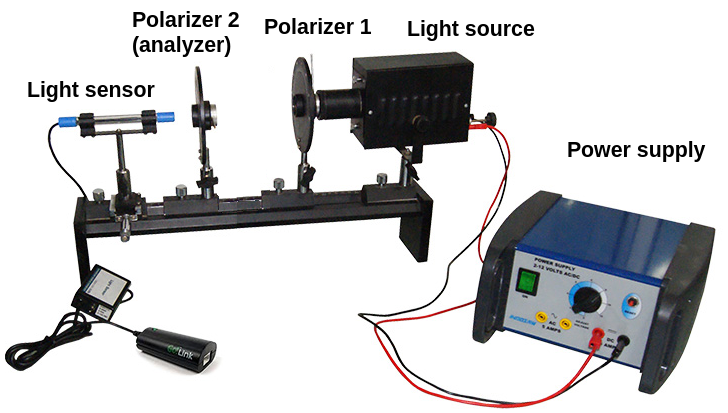 Polarizer 2
(analyzer)
Polarizer 1
Light source
Light sensor
Power supply
POWER SUPPLY
2-12 VOLTS AC/DC
AC
5 AMPS
DC
Link